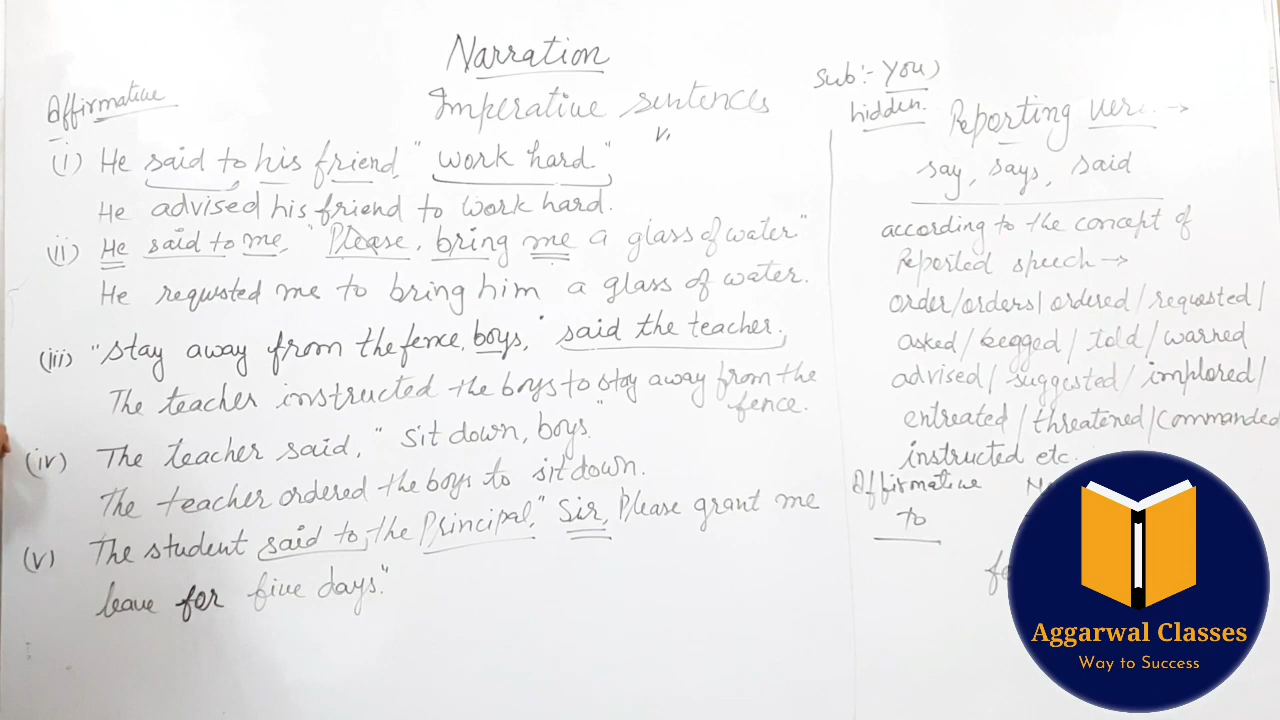 Narration
Affirmative
Imperative sentences
v.
(i) He said to his friend, "work hard."
He advised his friend to work hard.
(ii) He said to me, "Please, bring me a glass of water."
He requested me to bring him a glass of water.
(iii) "Stay away from the fence, boys," said the teacher.
The teacher instructed the boys to stay away from the
fence.
(iv) The teacher said, "Sit down, boys."
The teacher ordered the boys to sit down.
(v) The student said to, the Principal," Sir, Please grant me
leave for five days."
Sub:- You)
hidden.
Reporting →
say, says, said
according to the concept of
Reported speech →
order/orders/ordered/requested/
asked/begged/told/warned
advised/suggested/implored/
entreated/threatened/commanded
instructed etc.
Affirmative
to
Aggarwal Classes
Way to Success